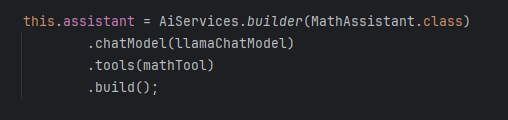 this.assistant = AiServices.builder(MathAssistant.class)
.chatModel(llamaChatModel)
.tools(mathTool)
.build();